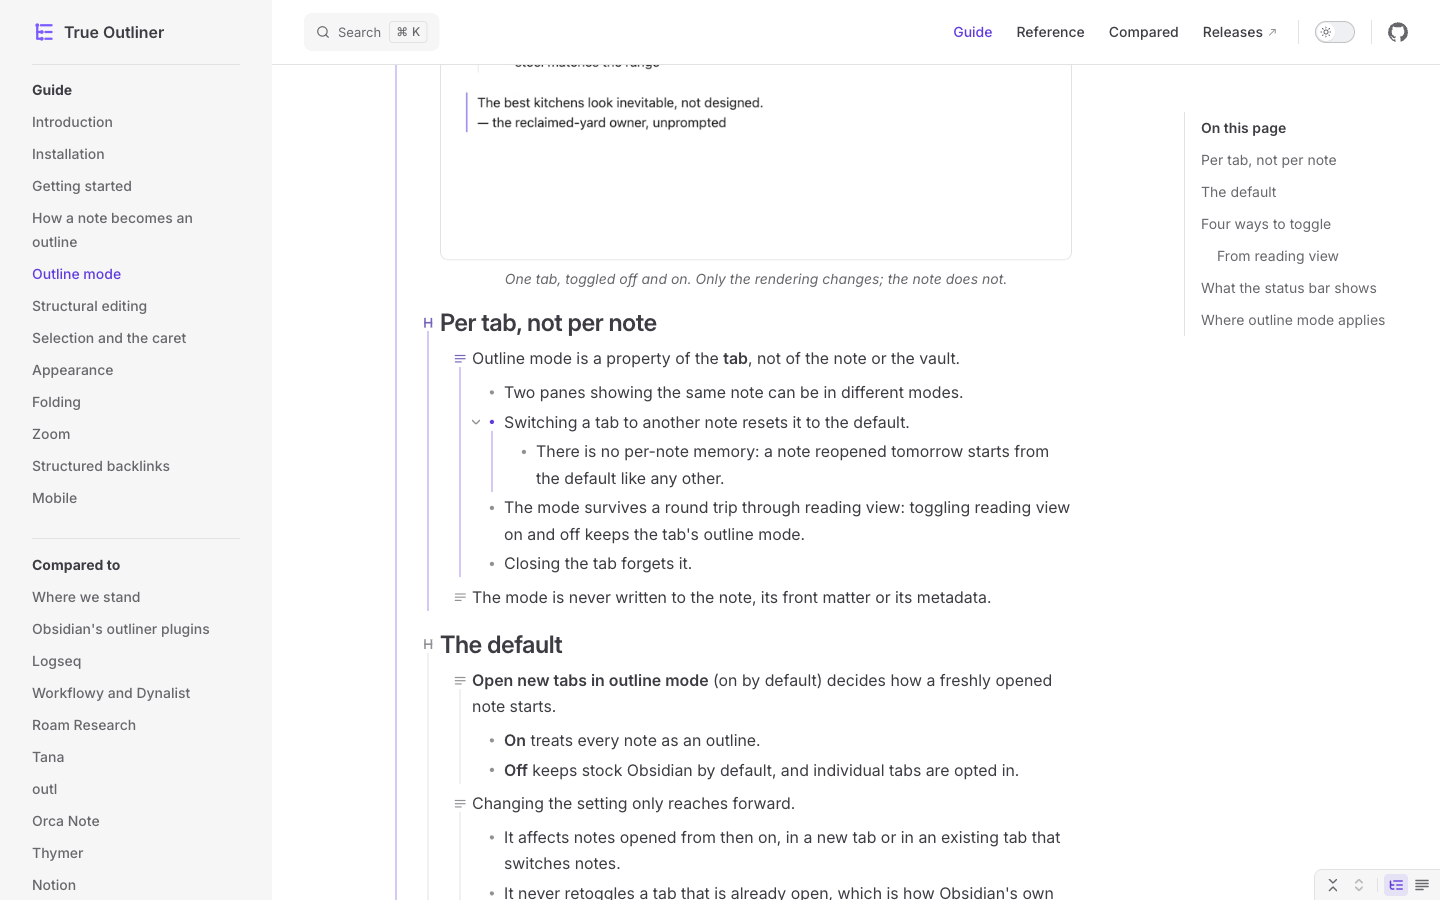 True Outliner
Search ⌘ K
Guide Reference Compared Releases ↗
Guide
Introduction
Installation
Getting started
How a note becomes an
outline
Outline mode
Structural editing
Selection and the caret
Appearance
Folding
Zoom
Structured backlinks
Mobile
Compared to
Where we stand
Obsidian's outliner plugins
Logseq
Workflowy and Dynalist
Roam Research
Tana
outl
Orca Note
Thymer
Notion
steel matches the range
The best kitchens look inevitable, not designed.
— the reclaimed-yard owner, unprompted
One tab, toggled off and on. Only the rendering changes; the note does not.
H Per tab, not per note
Outline mode is a property of the tab, not of the note or the vault.
• Two panes showing the same note can be in different modes.
• Switching a tab to another note resets it to the default.
• There is no per-note memory: a note reopened tomorrow starts from
the default like any other.
• The mode survives a round trip through reading view: toggling reading view
on and off keeps the tab's outline mode.
• Closing the tab forgets it.
The mode is never written to the note, its front matter or its metadata.
H The default
Open new tabs in outline mode (on by default) decides how a freshly opened
note starts.
• On treats every note as an outline.
• Off keeps stock Obsidian by default, and individual tabs are opted in.
Changing the setting only reaches forward.
• It affects notes opened from then on, in a new tab or in an existing tab that
switches notes.
• It never retoggles a tab that is already open, which is how Obsidian's own
On this page
Per tab, not per note
The default
Four ways to toggle
From reading view
What the status bar shows
Where outline mode applies